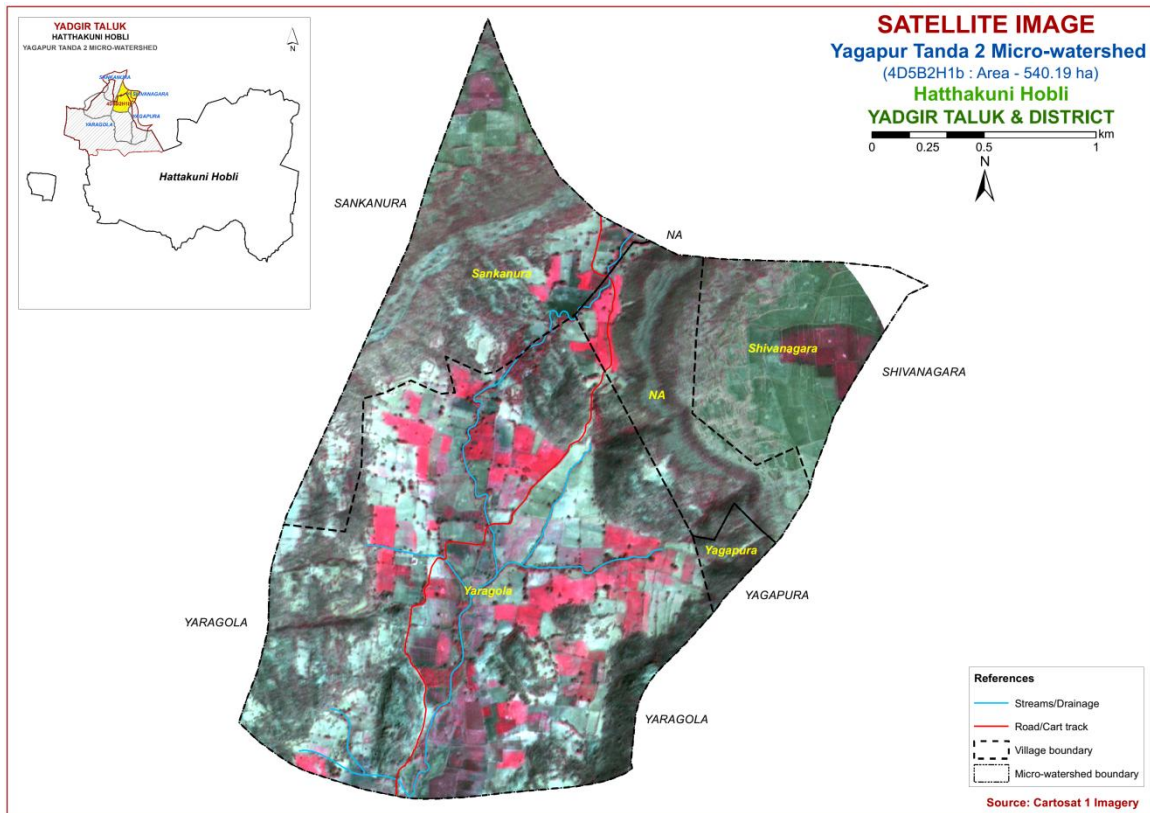 YADGIR TALUK
HATTAKUNI HOBLI
YAGAPUR TANDA 2 MICRO-WATERSHED
N
SANKANURA
SHIVANAGARA
YAGAPURA
YARAGOLA
Hattakuni Hobli
SATELLITE IMAGE
Yagapur Tanda 2 Micro-watershed
(4D5B2H1b : Area - 540.19 ha)
Hatthakuni Hobli
YADGIR TALUK & DISTRICT
km
0 0.25 0.5 1
N
SANKANURA
NA
Sankanura
Shivanagara
SHIVANAGARA
NA
Yagapura
Yaragola
YAGAPURA
YARAGOLA
YARAGOLA
References
Streams/Drainage
Road/Cart track
Village boundary
Micro-watershed boundary
Source: Cartosat 1 Imagery